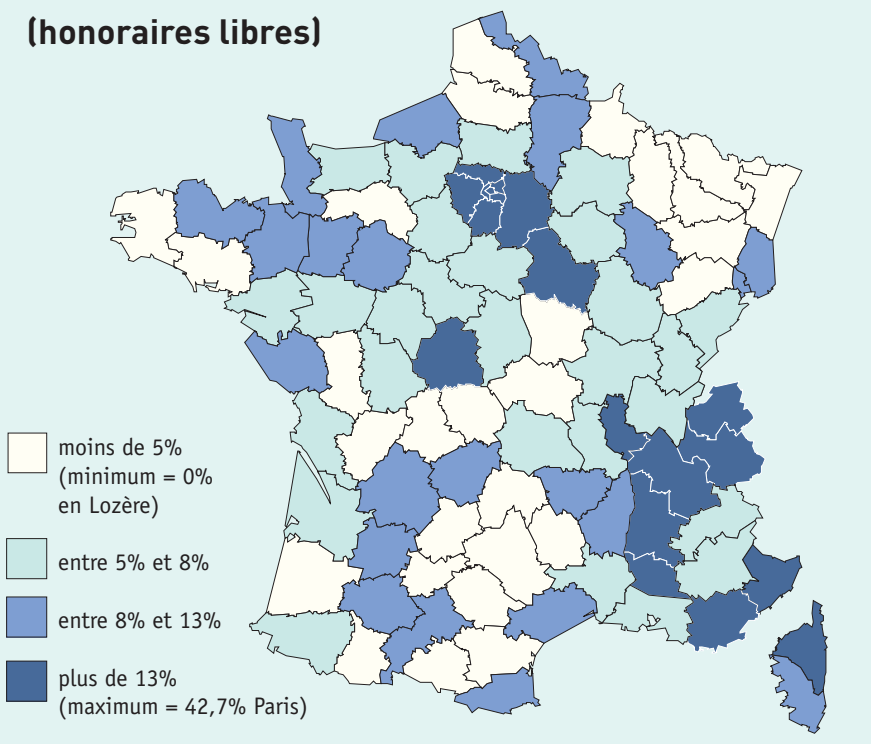 (honoraires libres)
moins de 5%
(minimum = 0%
en Lozère)
entre 5% et 8%
entre 8% et 13%
plus de 13%
(maximum = 42,7% Paris)